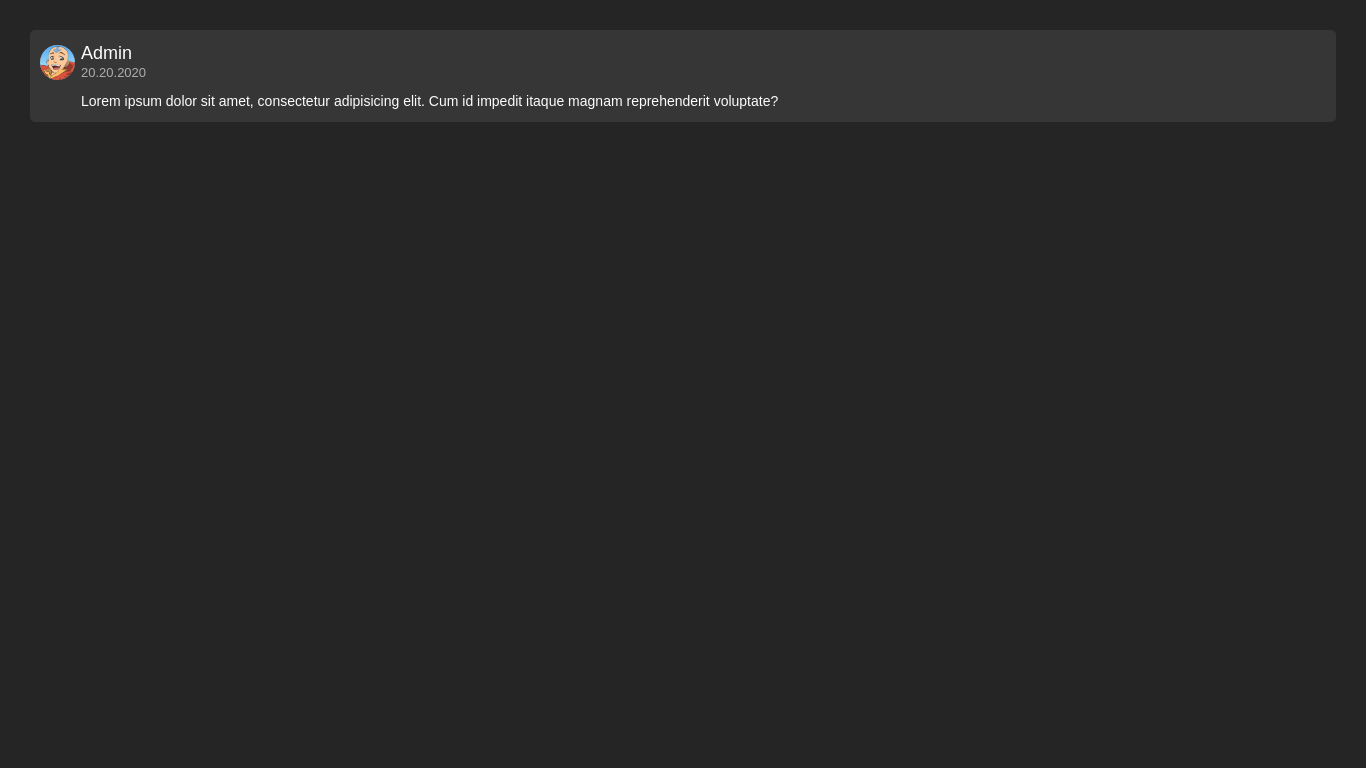 Admin
20.20.2020
Lorem ipsum dolor sit amet, consectetur adipisicing elit. Cum id impedit itaque magnam reprehenderit voluptate?